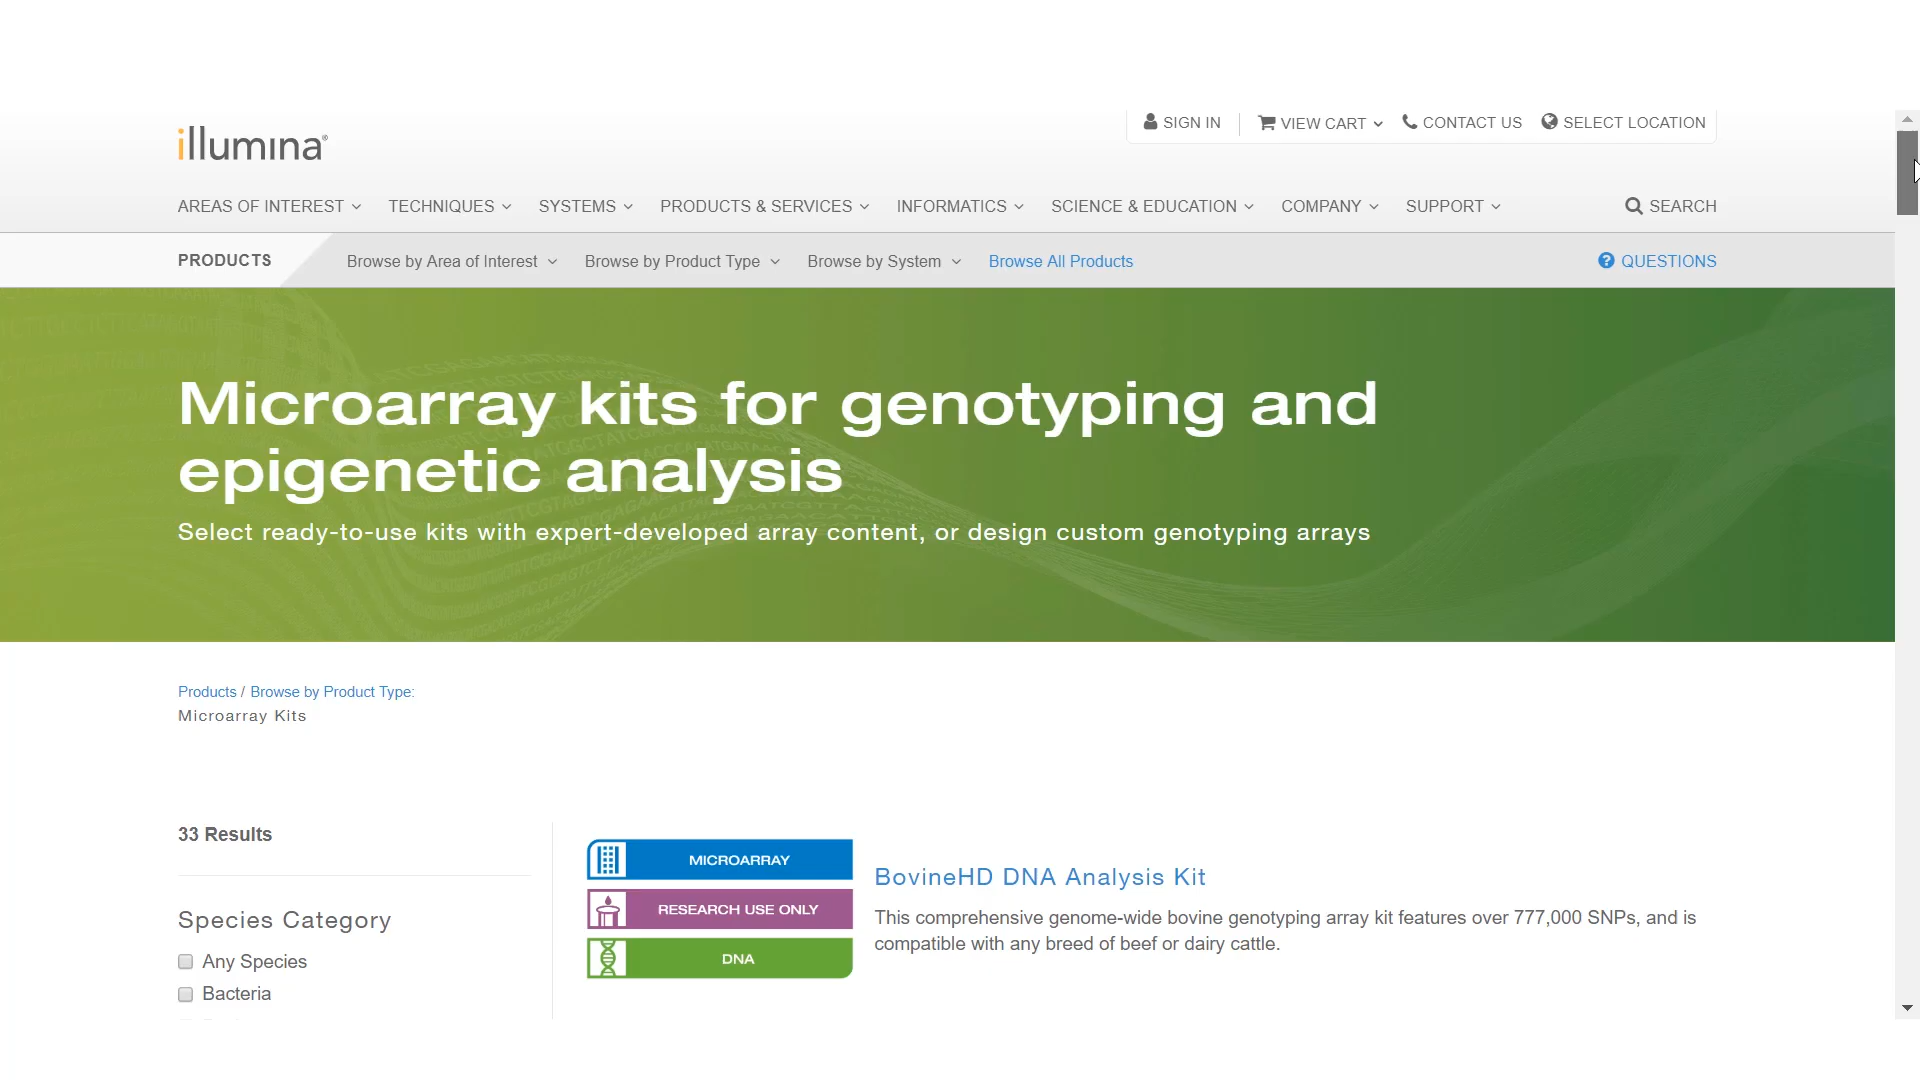 illumina®
SIGN IN
VIEW CART
CONTACT US
SELECT LOCATION
AREAS OF INTEREST
TECHNIQUES
SYSTEMS
PRODUCTS & SERVICES
INFORMATICS
SCIENCE & EDUCATION
COMPANY
SUPPORT
SEARCH
PRODUCTS
Browse by Area of Interest
Browse by Product Type
Browse by System
Browse All Products
QUESTIONS
Microarray kits for genotyping and
epigenetic analysis
Select ready-to-use kits with expert-developed array content, or design custom genotyping arrays
Products / Browse by Product Type:
Microarray Kits
33 Results
Species Category
Any Species
Bacteria
MICROARRAY
RESEARCH USE ONLY
DNA
BovineHD DNA Analysis Kit
This comprehensive genome-wide bovine genotyping array kit features over 777,000 SNPs, and is
compatible with any breed of beef or dairy cattle.